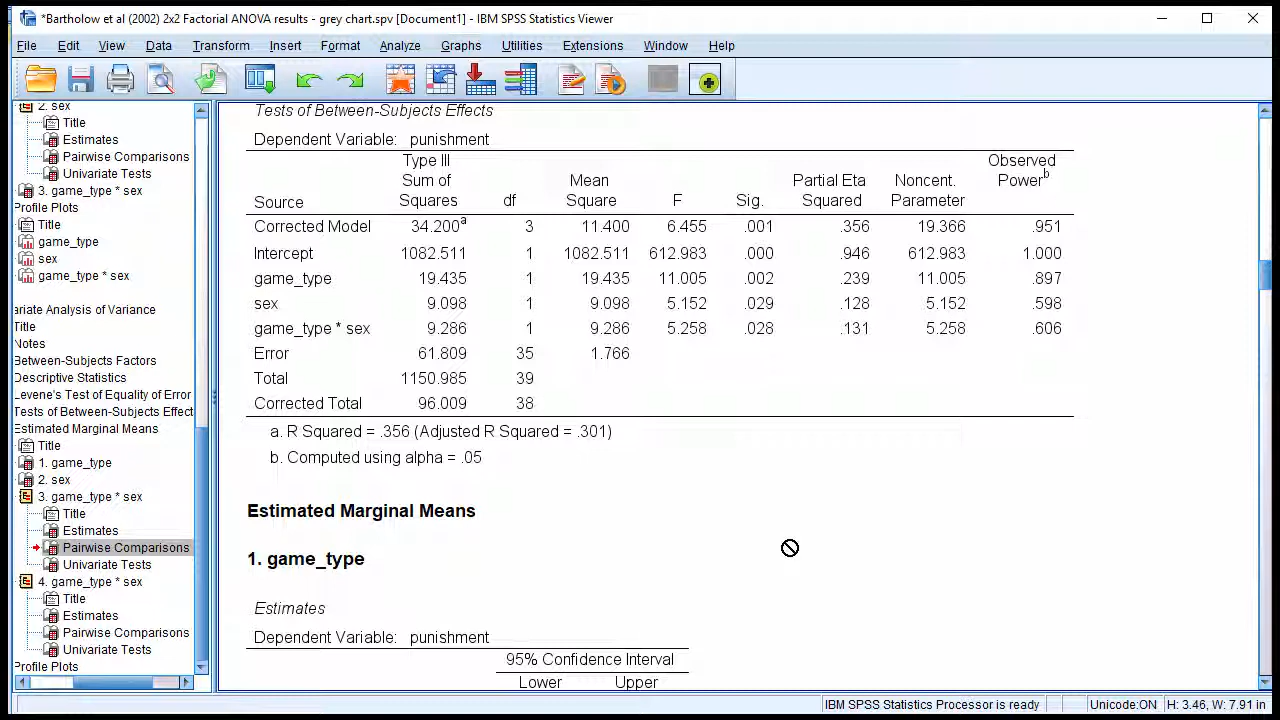 *Bartholow et al (2002) 2x2 Factorial ANOVA results - grey chart.spv [Document1] - IBM SPSS Statistics Viewer
File Edit View Data Transform Insert Format Analyze Graphs Utilities Extensions Window Help
2. sex
Title
Estimates
Pairwise Comparisons
Univariate Tests
3. game_type * sex
Profile Plots
Title
game_type
sex
game_type * sex
ariate Analysis of Variance
Title
Notes
Between-Subjects Factors
Descriptive Statistics
Levene's Test of Equality of Error
Tests of Between-Subjects Effect
Estimated Marginal Means
Title
1. game_type
2. sex
3. game_type * sex
Title
Estimates
Pairwise Comparisons
Univariate Tests
4. game_type * sex
Title
Estimates
Pairwise Comparisons
Univariate Tests
Profile Plots
Tests of Between-Subjects Effects
Dependent Variable: punishment
Source Type III Sum of Squares df Mean Square F Sig. Partial Eta Squared Noncent. Parameter Observed Power b
Corrected Model 34.200 a 3 11.400 6.455 .001 .356 19.366 .951
Intercept 1082.511 1 1082.511 612.983 .000 .946 612.983 1.000
game_type 19.435 1 19.435 11.005 .002 .239 11.005 .897
sex 9.098 1 9.098 5.152 .029 .128 5.152 .598
game_type * sex 9.286 1 9.286 5.258 .028 .131 5.258 .606
Error 61.809 35 1.766
Total 1150.985 39
Corrected Total 96.009 38
a. R Squared = .356 (Adjusted R Squared = .301)
b. Computed using alpha = .05
Estimated Marginal Means
1. game_type
Estimates
Dependent Variable: punishment
95% Confidence Interval
Lower Upper
IBM SPSS Statistics Processor is ready Unicode:ON H: 3.46, W: 7.91 in